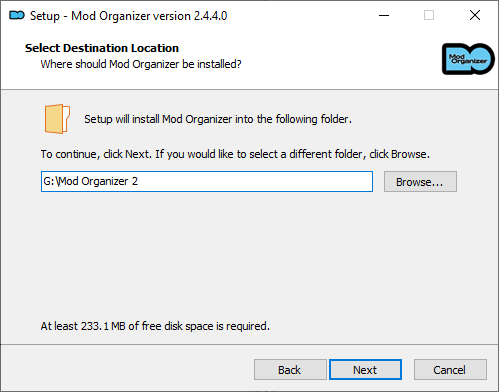 Setup - Mod Organizer version 2.4.4.0
Select Destination Location
Where should Mod Organizer be installed?
Mod
Organizer
Setup will install Mod Organizer into the following folder.
To continue, click Next. If you would like to select a different folder, click Browse.
G:\Mod Organizer 2
Browse...
At least 233.1 MB of free disk space is required.
Back
Next
Cancel